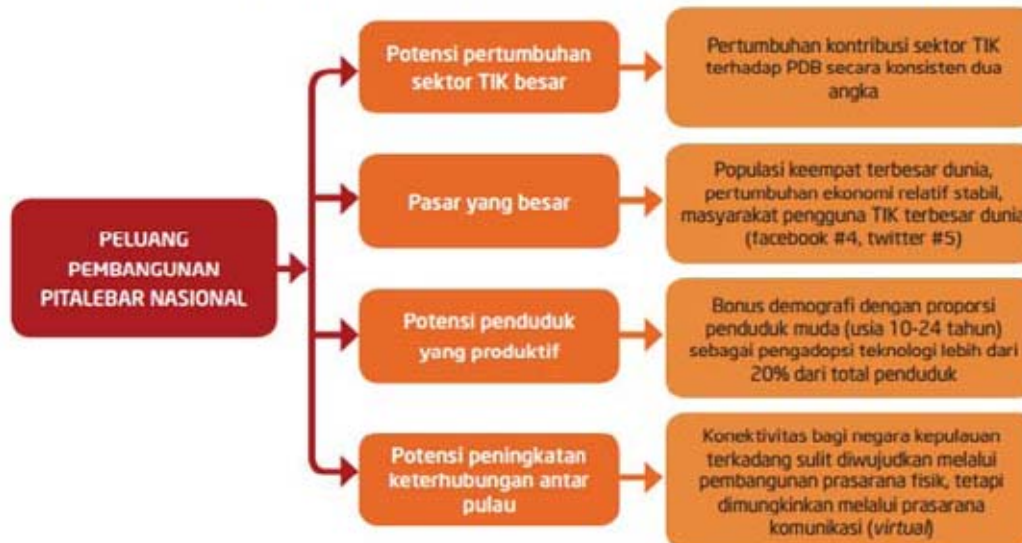 PELUANG
PEMBANGUNAN
PITALEBAR NASIONAL
Potensi pertumbuhan
sektor TIK besar
Pertumbuhan kontribusi sektor TIK
terhadap PDB secara konsisten dua
angka
Pasar yang besar
Populasi keempat terbesar dunia,
pertumbuhan ekonomi relatif stabil,
masyarakat pengguna TIK terbesar dunia
(facebook #4, twitter #5)
Potensi penduduk
yang produktif
Bonus demografi dengan proporsi
penduduk muda (usia 10-24 tahun)
sebagai pengadopsi teknologi lebih dari
20% dari total penduduk
Potensi peningkatan
keterhubungan antar
pulau
Konektivitas bagi negara kepulauan
terkadang sulit diwujudkan melalui
pembangunan prasarana fisik, tetapi
dimungkinkan melalui prasarana
komunikasi (virtual)